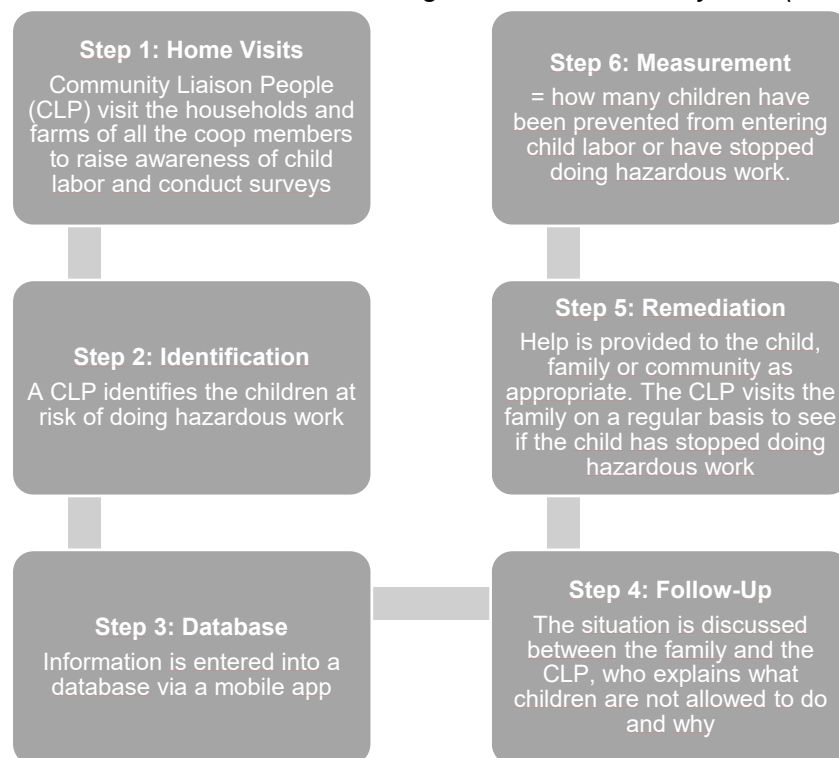 Step 1: Home Visits
Community Liaison People
(CLP) visit the households and
farms of all the coop members
to raise awareness of child
labor and conduct surveys
Step 2: Identification
A CLP identifies the children at
risk of doing hazardous work
Step 3: Database
Information is entered into a
database via a mobile app
Step 4: Follow-Up
The situation is discussed
between the family and the
CLP, who explains what
children are not allowed to do
and why
Step 5: Remediation
Help is provided to the child,
family or community as
appropriate. The CLP visits the
family on a regular basis to see
if the child has stopped doing
hazardous work
Step 6: Measurement
= how many children have
been prevented from entering
child labor or have stopped
doing hazardous work.